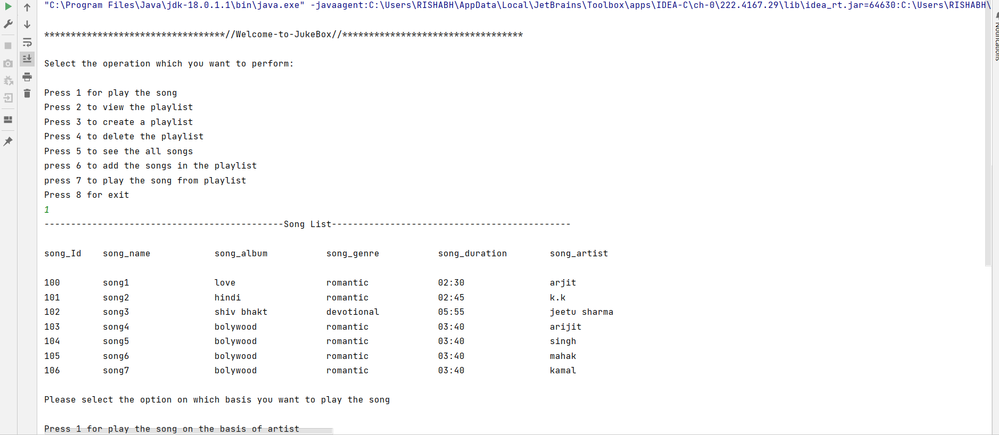 "C:\Program Files\Java\jdk-18.0.1.1\bin\java.exe" -javaagent:C:\Users\RISHABH\AppData\Local\JetBrains\Toolbox\apps\IDEA-C\ch-0\222.4167.29\lib\idea_rt.jar=64630:C:\Users\RISHABH\
**********************************//Welcome-to-JukeBox//**********************************
Select the operation which you want to perform:
Press 1 for play the song
Press 2 to view the playlist
Press 3 to create a playlist
Press 4 to delete the playlist
Press 5 to see the all songs
press 6 to add the songs in the playlist
press 7 to play the song from playlist
Press 8 for exit
1
---------------------------------------------Song List---------------------------------------------
song_Id song_name song_album song_genre song_duration song_artist
100 song1 love romantic 02:30 arjit
101 song2 hindi romantic 02:45 k.k
102 song3 shiv bhakt devotional 05:55 jeetu sharma
103 song4 bolywood romantic 03:40 arijit
104 song5 bolywood romantic 03:40 singh
105 song6 bolywood romantic 03:40 mahak
106 song7 bolywood romantic 03:40 kamal
Please select the option on which basis you want to play the song
Press 1 for play the song on the basis of artist
Notifications